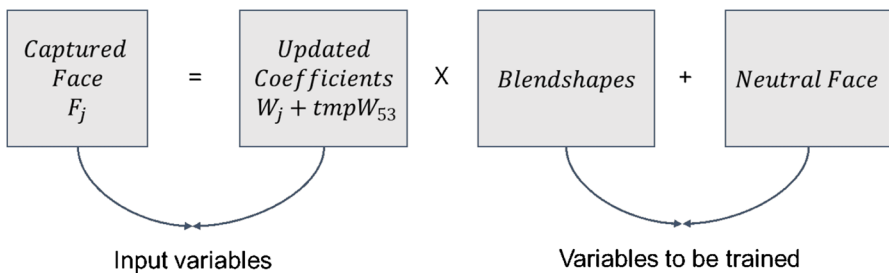 Captured
Face
F_j
=
Updated
Coefficients
W_j + tmpW_53
X
Blendshapes
+
Neutral Face
Input variables
Variables to be trained